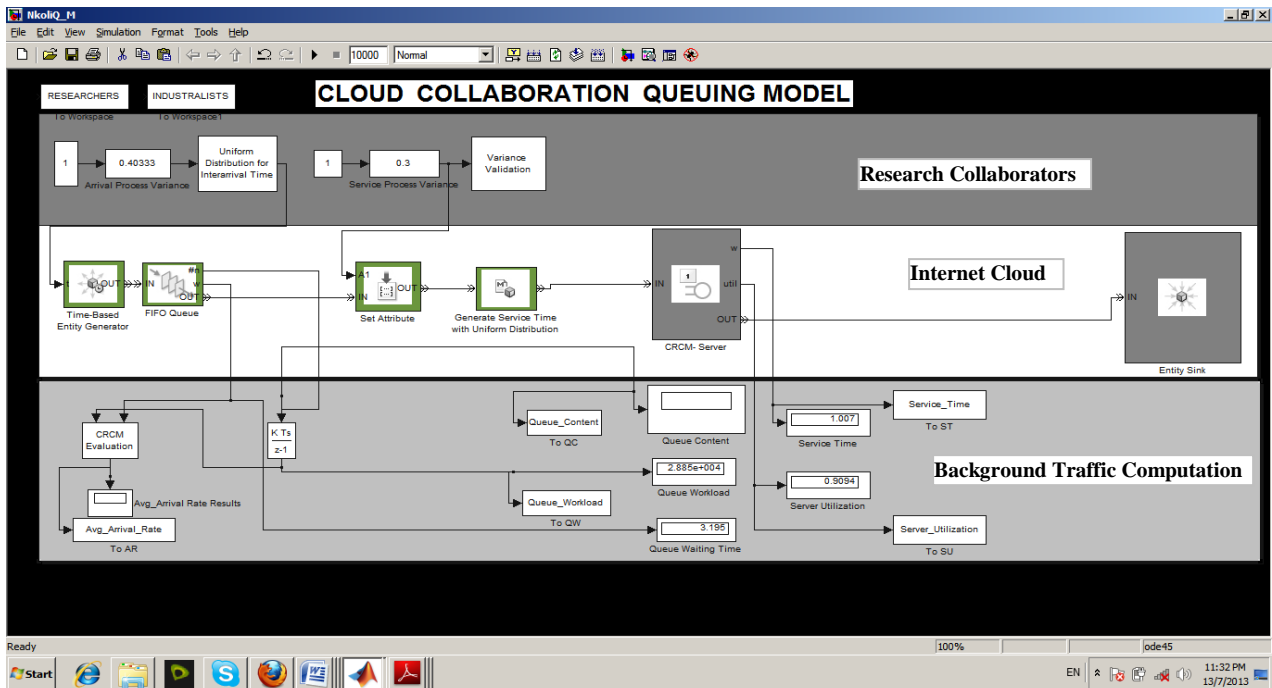 NkoliQ_M
File Edit View Simulation Format Tools Help
10000 Normal
RESEARCHERS INDUSTRALISTS
To Workspace To Workspace1
CLOUD COLLABORATION QUEUING MODEL
1
0.40333
Arrival Process Variance
Uniform
Distribution for
Interarrival Time
1
0.3
Service Process Variance
Variance
Validation
Research Collaborators
t OUT
Time-Based
Entity Generator
IN #n w OUT
FIFO Queue
A1 IN OUT
Set Attribute
Generate Service Time
with Uniform Distribution
IN 1 w util OUT
CRCM- Server
Internet Cloud
IN
Entity Sink
CRCM
Evaluation
K Ts
z-1
Avg_Arrival Rate Results
Avg_Arrival_Rate
To AR
Queue_Content
To QC
Queue Content
Queue_Workload
To QW
2.885e+004
Queue Workload
3.195
Queue Waiting Time
1.007
Service Time
0.9094
Server Utilization
Service_Time
To ST
Background Traffic Computation
Server_Utilization
To SU
Ready 100% ode45
Start EN 11:32 PM
13/7/2013